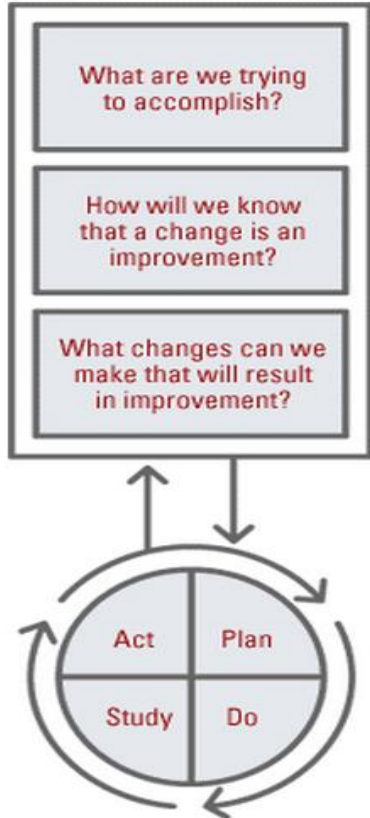 What are we trying
to accomplish?
How will we know
that a change is an
improvement?
What changes can we
make that will result
in improvement?
Act Plan
Study Do